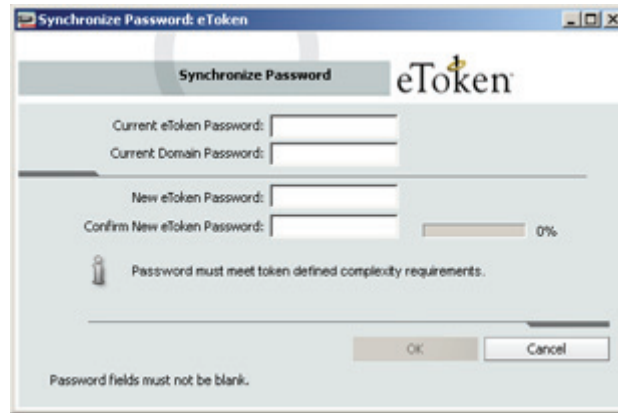 Synchronize Password: eToken
Synchronize Password
eToken
Current eToken Password:
Current Domain Password:
New eToken Password:
Confirm New eToken Password:
0%
Password must meet token defined complexity requirements.
OK
Cancel
Password fields must not be blank.